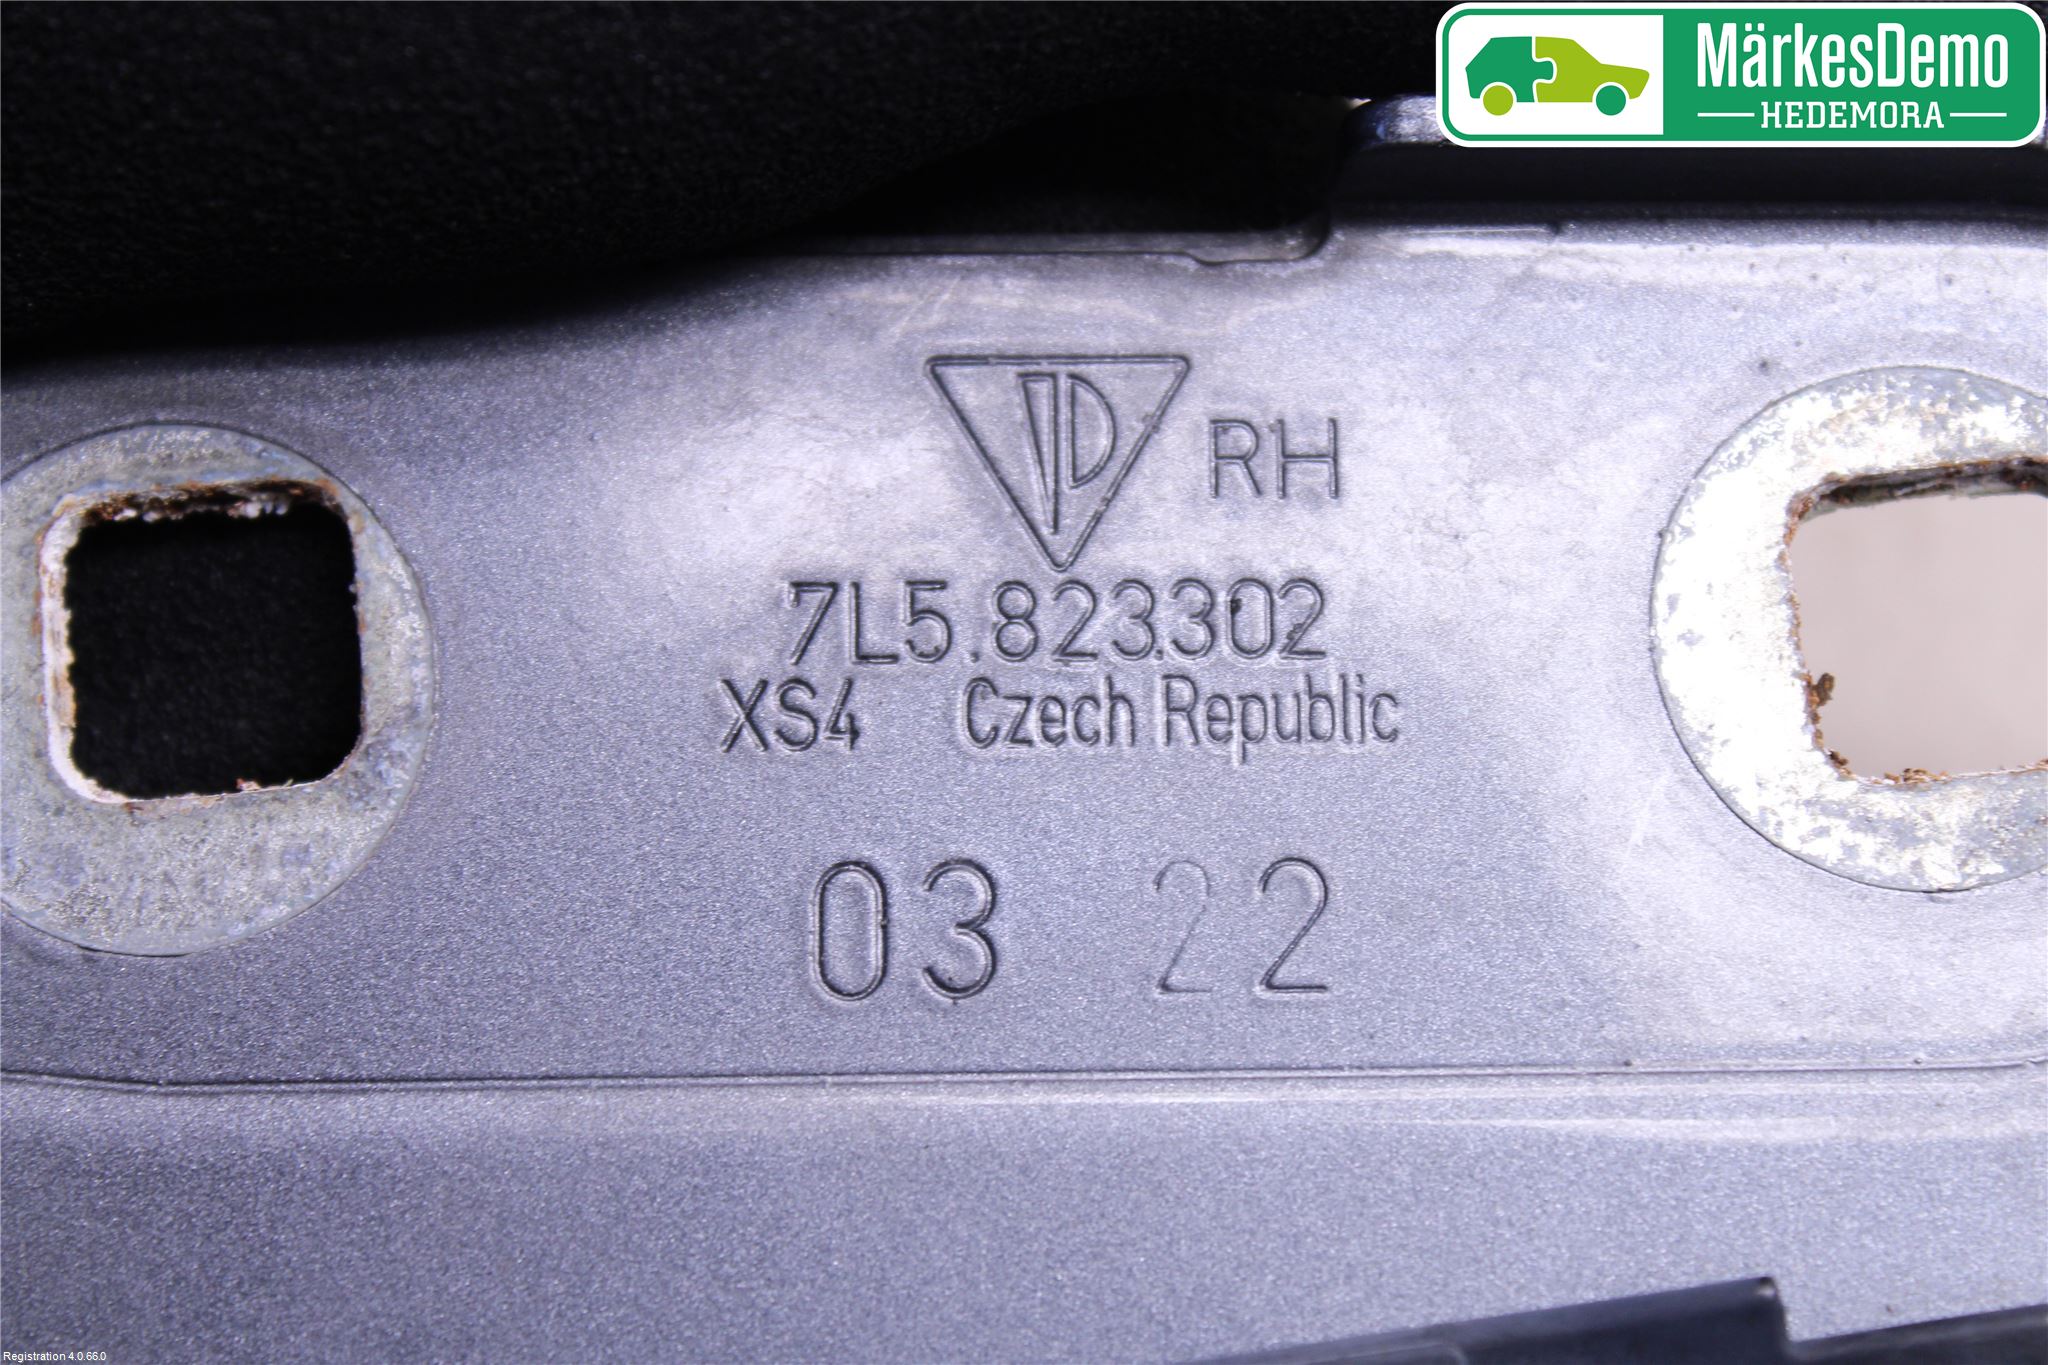 MärkesDemo
HEDEMORA
RH
7L5.823.302
XS4 Czech Republic
03 22
Registration 4.0.66.0